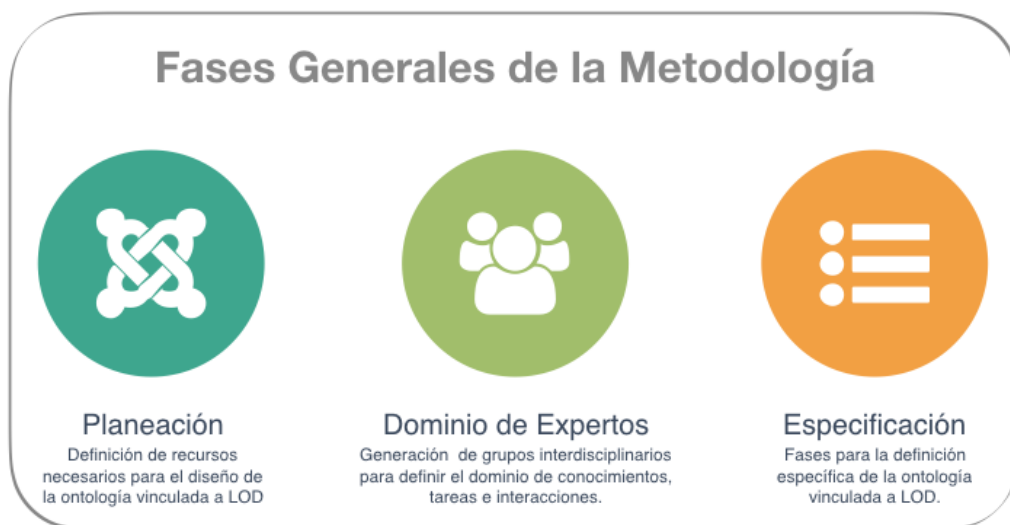 Fases Generales de la Metodología
Planeación
Definición de recursos
necesarios para el diseño de
la ontología vinculada a LOD
Dominio de Expertos
Generación de grupos interdisciplinarios
para definir el dominio de conocimientos,
tareas e interacciones.
Especificación
Fases para la definición
específica de la ontología
vinculada a LOD.